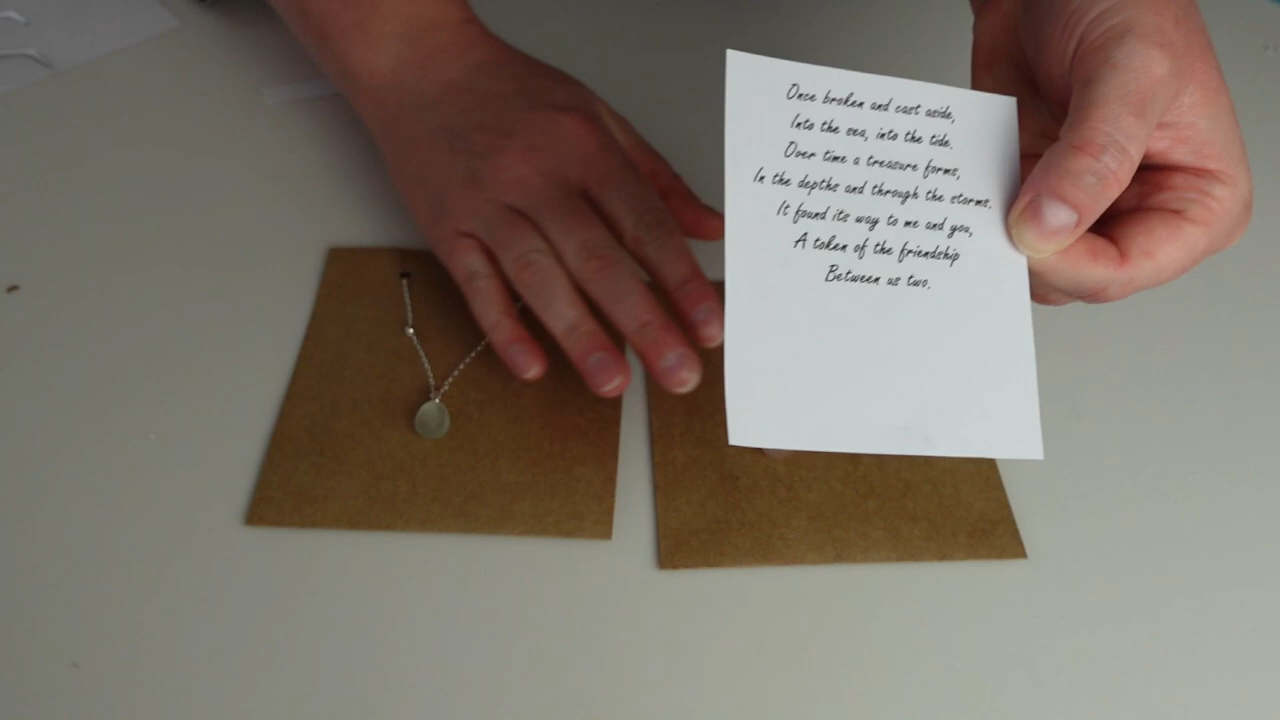 Once broken and cast aside,
Into the sea, into the tide.
Over time a treasure forms,
In the depths and through the storms.
It found its way to me and you,
A token of the friendship
Between us two.